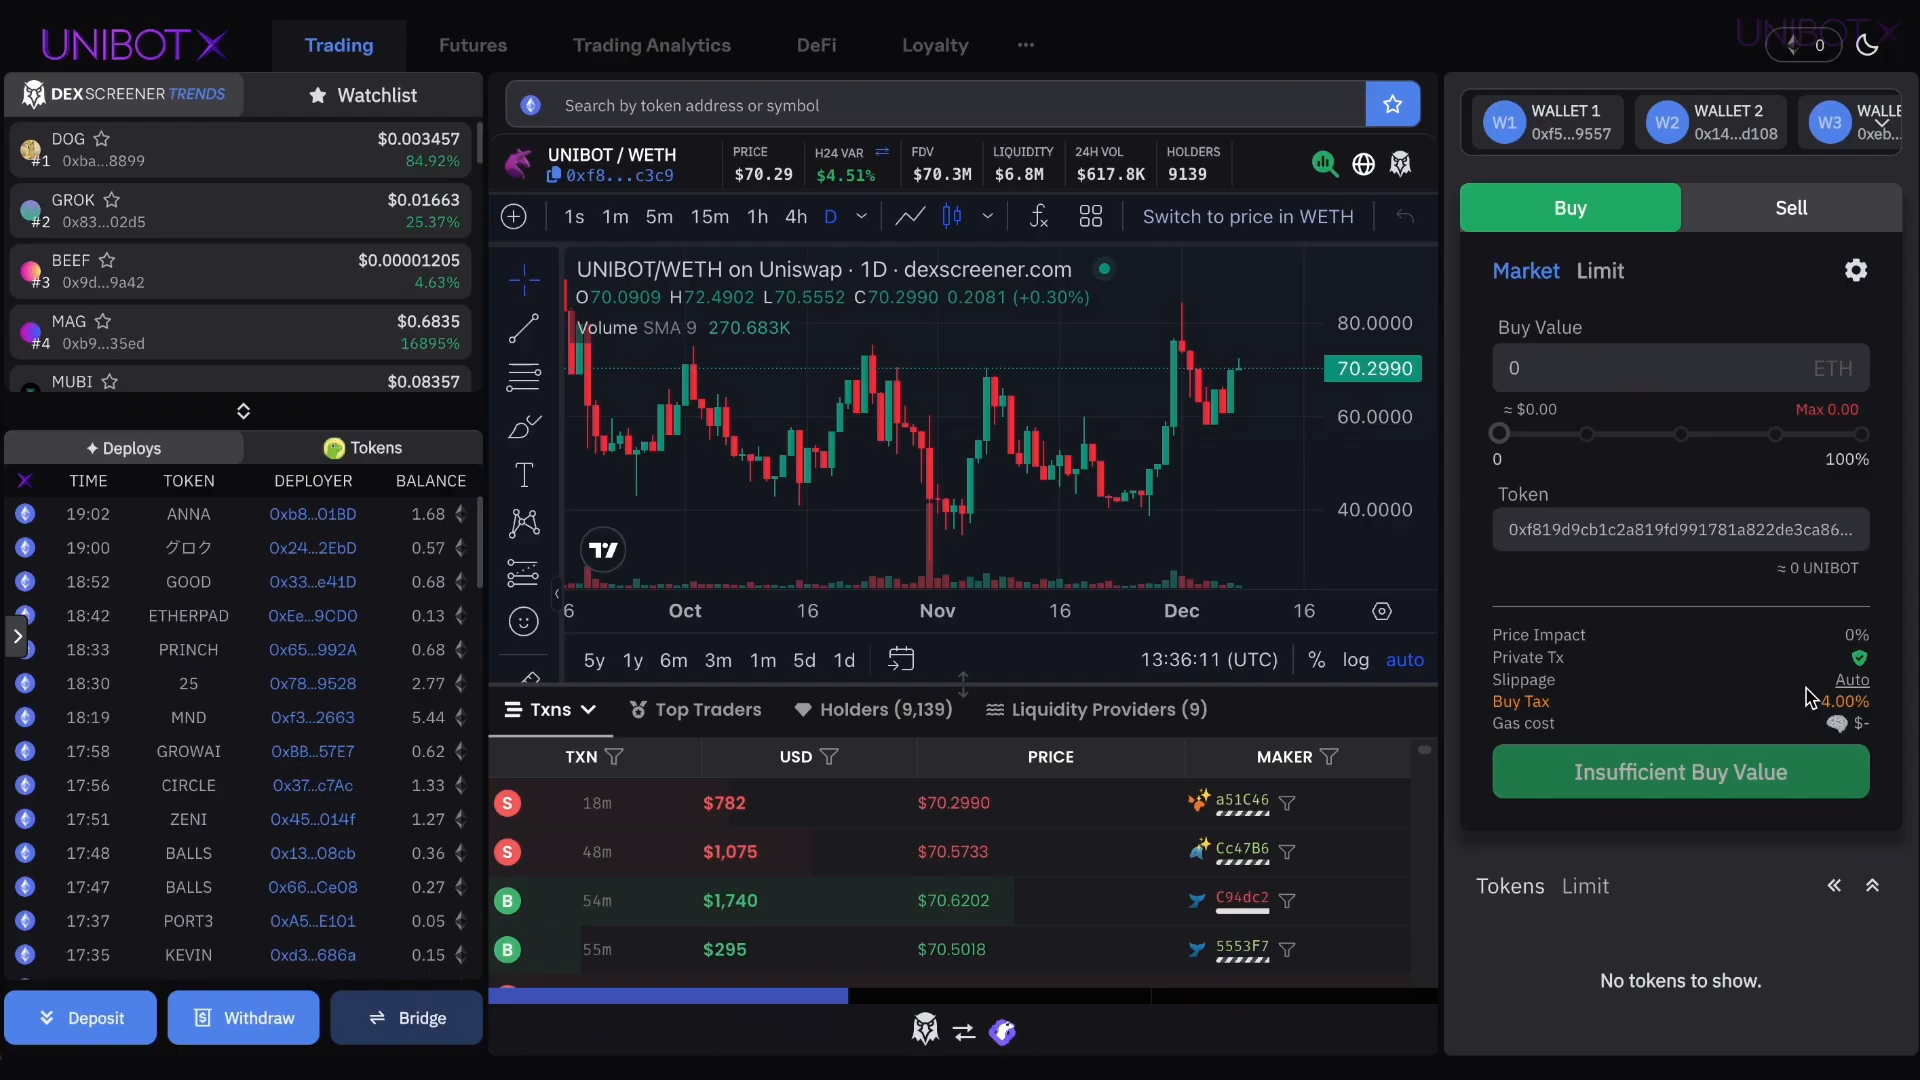 UNIBOT X
Trading
Futures
Trading Analytics
DeFi
Loyalty
UNIBOT X
0
DEXSCREENER TRENDS
Watchlist
DOG
$0.003457
#1
0xba...8899
84.92%
GROK
$0.01663
#2
0x83...02d5
25.37%
BEEF
$0.00001205
#3
0x9d...9a42
4.63%
MAG
$0.6835
#4
0xb9...35ed
16895%
MUBI
$0.08357
✦ Deploys
Tokens
TIME TOKEN DEPLOYER BALANCE
19:02 ANNA 0xb8...01BD 1.68
19:00 グロク 0x24...2EbD 0.57
18:52 GOOD 0x33...e41D 0.68
18:42 ETHERPAD 0xEe...9CD0 0.13
18:33 PRINCH 0x65...992A 0.68
18:30 25 0x78...9528 2.77
18:19 MND 0xf3...2663 5.44
17:58 GROWAI 0xBB...57E7 0.62
17:56 CIRCLE 0x37...c7Ac 1.33
17:51 ZENI 0x45...014f 1.27
17:48 BALLS 0x13...08cb 0.36
17:47 BALLS 0x66...Ce08 0.27
17:37 PORT3 0xA5...E101 0.05
17:35 KEVIN 0xd3...686a 0.15
Deposit
Withdraw
Bridge
Search by token address or symbol
UNIBOT / WETH
0xf8...c3c9
PRICE
$70.29
H24 VAR
$4.51%
FDV
$70.3M
LIQUIDITY
$6.8M
24H VOL
$617.8K
HOLDERS
9139
1s 1m 5m 15m 1h 4h D
Switch to price in WETH
UNIBOT/WETH on Uniswap · 1D · dexscreener.com
O70.0909 H72.4902 L70.5552 C70.2990 0.2081 (+0.30%)
Volume SMA 9 270.683K
80.0000
70.2990
60.0000
40.0000
6 Oct 16 Nov 16 Dec 16
5y 1y 6m 3m 1m 5d 1d
13:36:11 (UTC) % log auto
Txns
Top Traders
Holders (9,139)
Liquidity Providers (9)
TXN USD PRICE MAKER
S 18m $782 $70.2990 a51C46
S 48m $1,075 $70.5733 Cc47B6
B 54m $1,740 $70.6202 C94dc2
B 55m $295 $70.5018 5553F7
W1
WALLET 1
0xf5...9557
W2
WALLET 2
0x14...d108
W3
WALLE
0xeb...
Buy
Sell
Market
Limit
Buy Value
0
ETH
≈ $0.00
Max 0.00
0
100%
Token
0xf819d9cb1c2a819fd991781a822de3ca86...
≈ 0 UNIBOT
Price Impact
0%
Private Tx
Slippage
Auto
Buy Tax
4.00%
Gas cost
$-
Insufficient Buy Value
Tokens
Limit
No tokens to show.